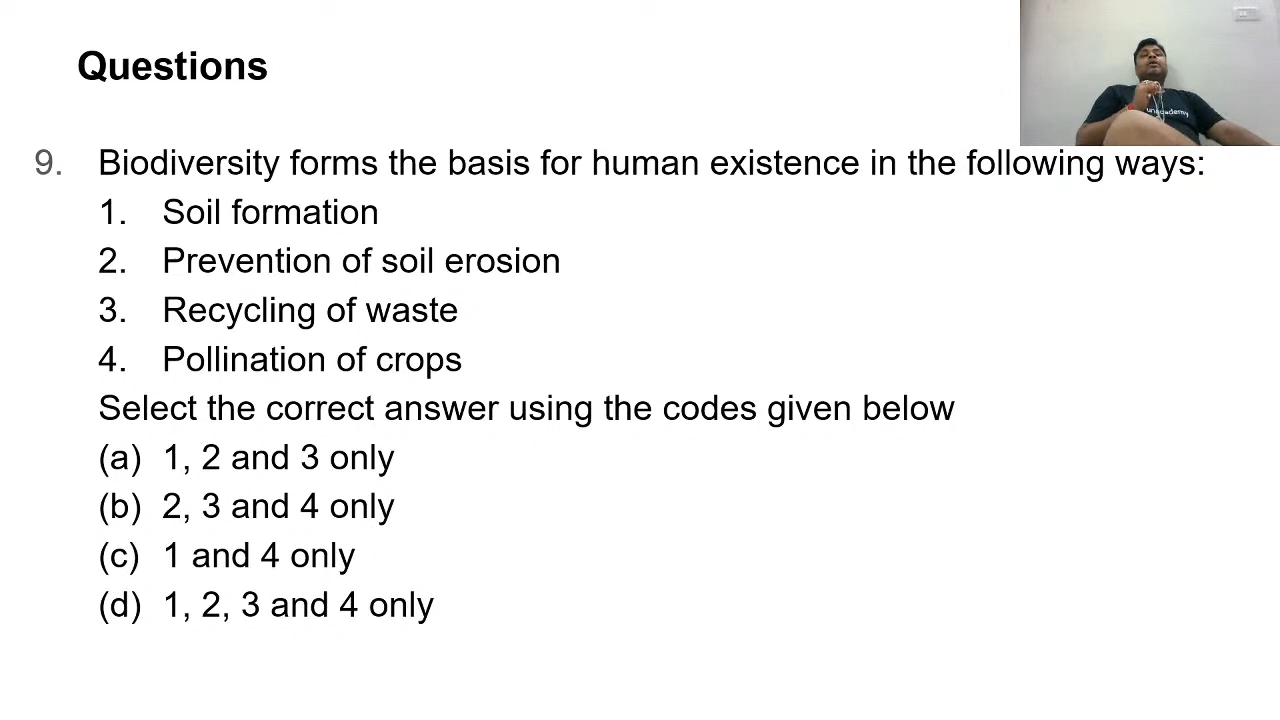 Questions
9. Biodiversity forms the basis for human existence in the following ways:
1. Soil formation
2. Prevention of soil erosion
3. Recycling of waste
4. Pollination of crops
Select the correct answer using the codes given below
(a) 1, 2 and 3 only
(b) 2, 3 and 4 only
(c) 1 and 4 only
(d) 1, 2, 3 and 4 only